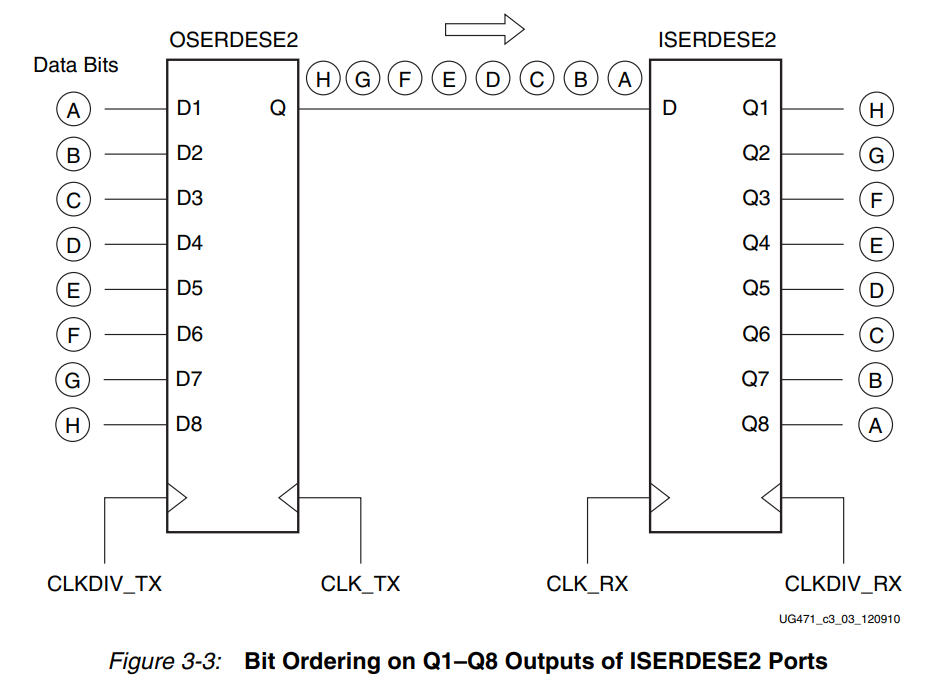 OSERDESE2
ISERDESE2
Data Bits
H G F E D C B A
A D1 Q D Q1 H
B D2 Q2 G
C D3 Q3 F
D D4 Q4 E
E D5 Q5 D
F D6 Q6 C
G D7 Q7 B
H D8 Q8 A
CLKDIV_TX CLK_TX CLK_RX CLKDIV_RX
UG471_c3_03_120910
Figure 3-3: Bit Ordering on Q1–Q8 Outputs of ISERDESE2 Ports